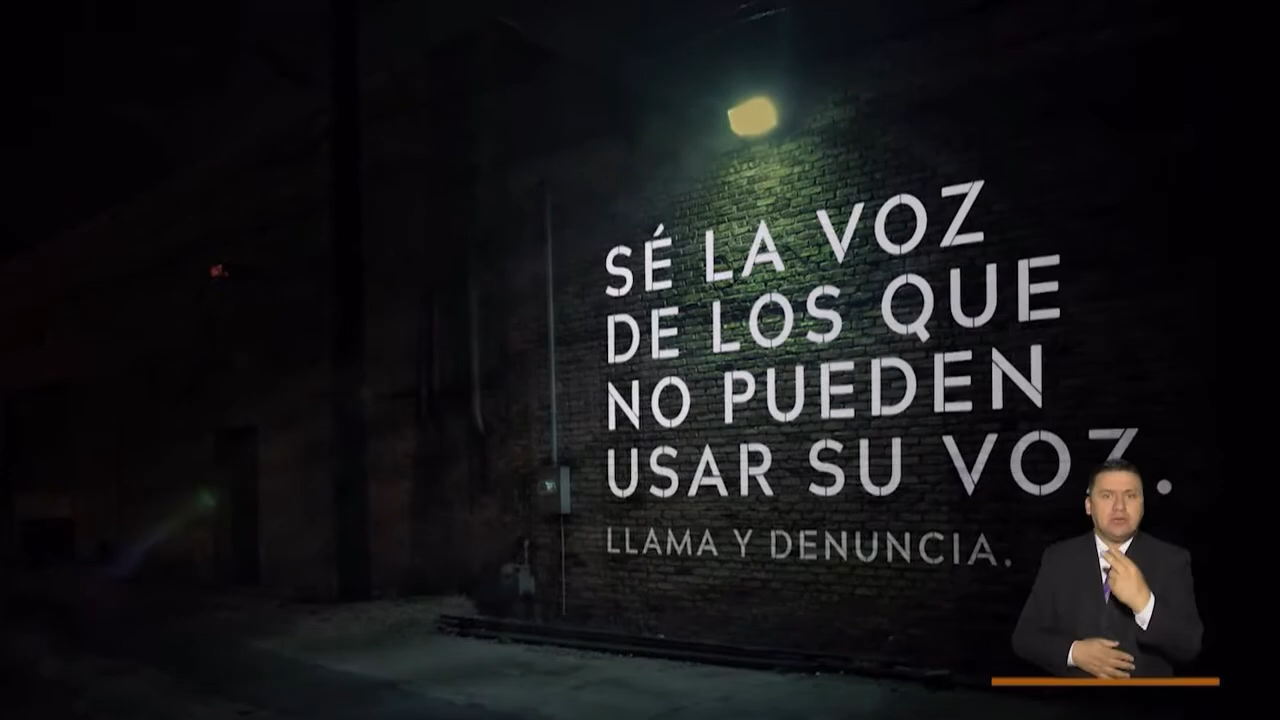 SÉ LA VOZ
DE LOS QUE
NO PUEDEN
USAR SU VOZ.
LLAMA Y DENUNCIA.